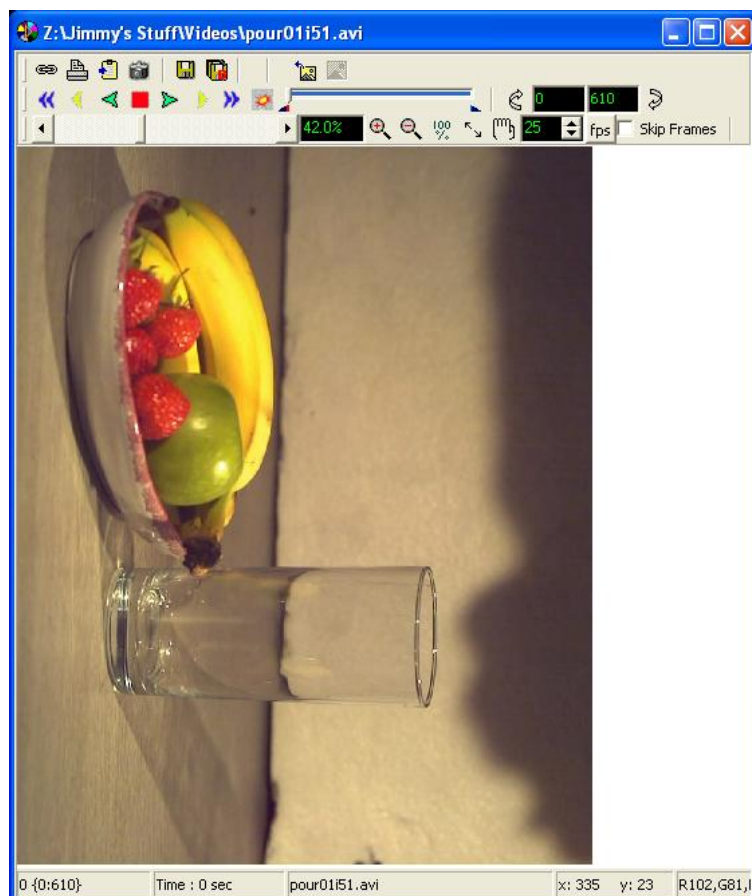 Z:\Jimmy's Stuff\Videos\pour01i51.avi
0 610
42.0% 100 % 25 fps Skip Frames
0 {0:610} Time : 0 sec pour01i51.avi x: 335 y: 23 R102,G81,